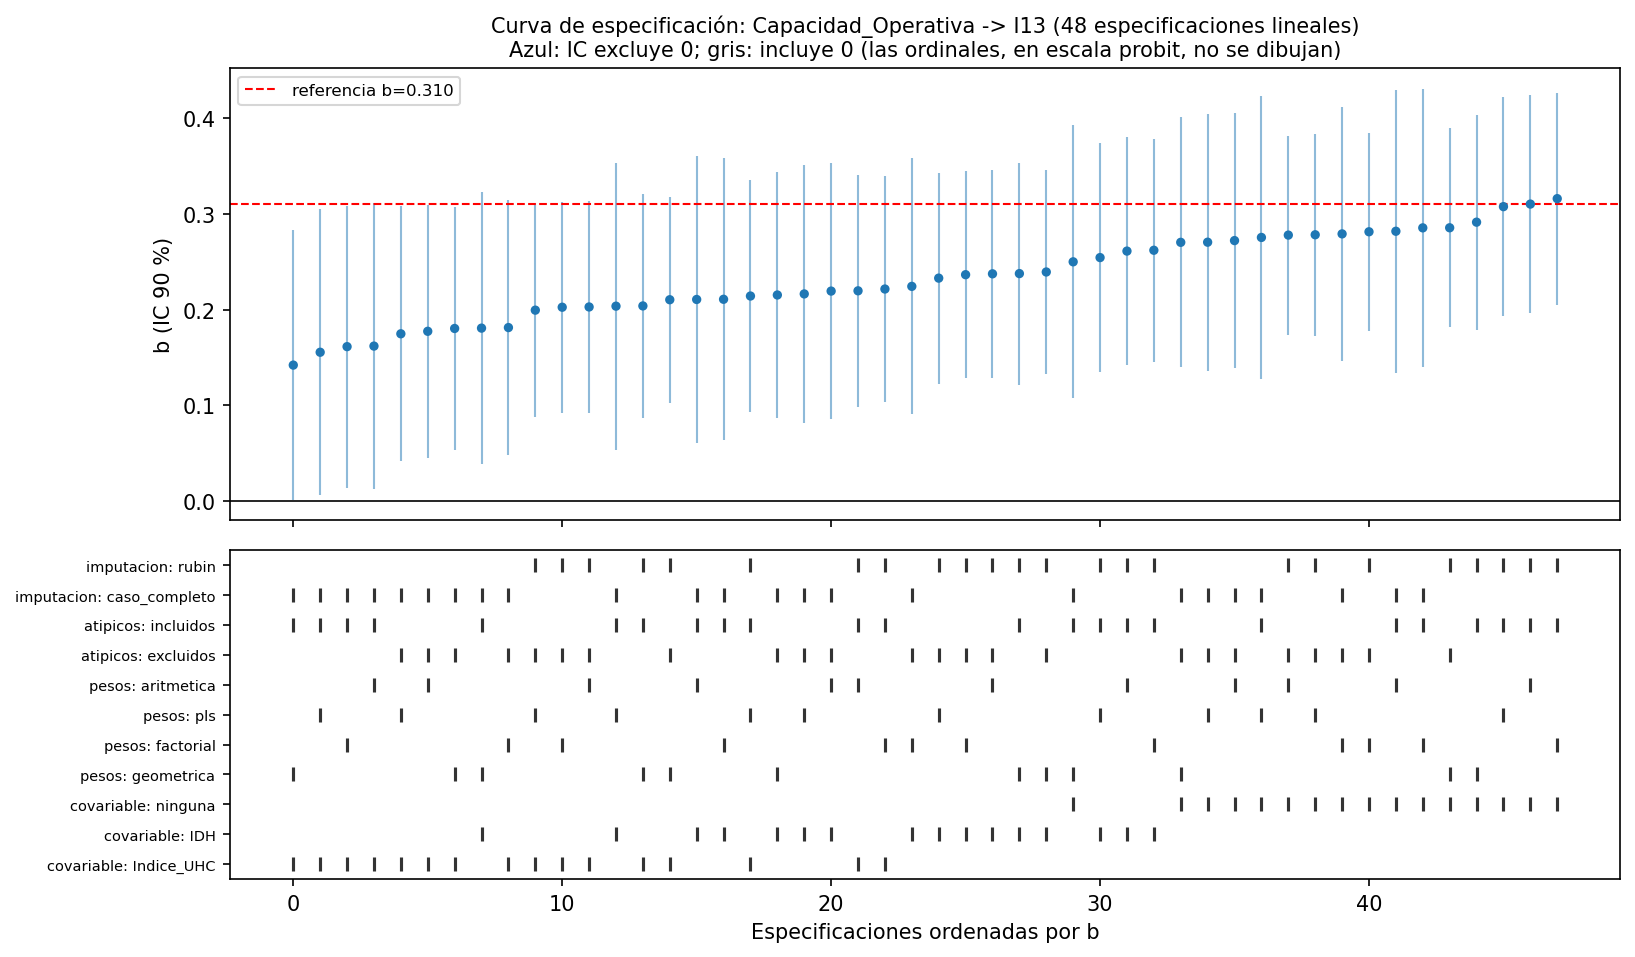 Curva de especificación: Capacidad_Operativa -> I13 (48 especificaciones lineales)
Azul: IC excluye 0; gris: incluye 0 (las ordinales, en escala probit, no se dibujan)
referencia b=0.310
b (IC 90 %)
0.4
0.3
0.2
0.1
0.0
imputacion: rubin
imputacion: caso_completo
atipicos: incluidos
atipicos: excluidos
pesos: aritmetica
pesos: pls
pesos: factorial
pesos: geometrica
covariable: ninguna
covariable: IDH
covariable: Indice_UHC
0 10 20 30 40
Especificaciones ordenadas por b